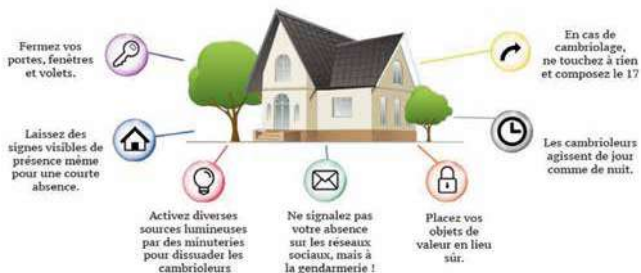 Fermez vos
portes, fenêtres
et volets.
Laissez des
signes visibles de
présence même
pour une courte
absence.
Activez diverses
sources lumineuses
par des minuteries
pour dissuader les
cambrioleurs
Ne signalez pas
votre absence
sur les réseaux
sociaux, mais à
la gendarmerie !
Placez vos
objets de
valeur en lieu
sûr.
Les cambrioleurs
agissent de jour
comme de nuit.
En cas de
cambriolage,
ne touchez à rien
et composez le 17